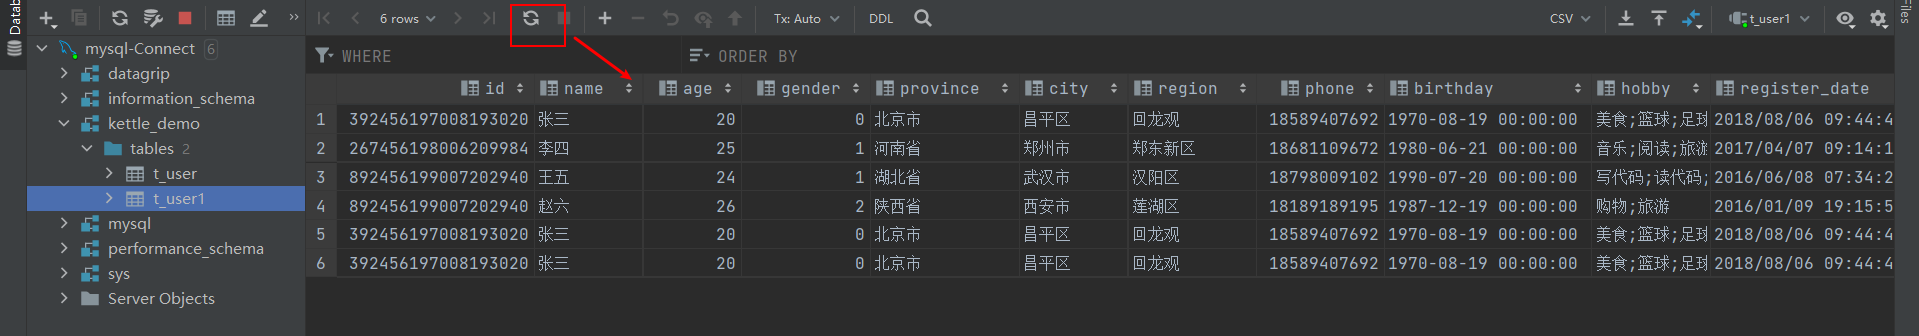 Datab
6 rows
Tx: Auto
DDL
CSV
t_user1
Files
mysql-Connect 6
WHERE
ORDER BY
datagrip
information_schema
kettle_demo
tables 2
t_user
t_user1
mysql
performance_schema
sys
Server Objects
id name age gender province city region phone birthday hobby register_date
1 392456197008193020 张三 20 0 北京市 昌平区 回龙观 18589407692 1970-08-19 00:00:00 美食;篮球;足球 2018/08/06 09:44:4
2 267456198006209984 李四 25 1 河南省 郑州市 郑东新区 18681109672 1980-06-21 00:00:00 音乐;阅读;旅游 2017/04/07 09:14:1
3 892456199007202940 王五 24 1 湖北省 武汉市 汉阳区 18798009102 1990-07-20 00:00:00 写代码;读代码; 2016/06/08 07:34:2
4 892456199007202940 赵六 26 2 陕西省 西安市 莲湖区 18189189195 1987-12-19 00:00:00 购物;旅游 2016/01/09 19:15:5
5 392456197008193020 张三 20 0 北京市 昌平区 回龙观 18589407692 1970-08-19 00:00:00 美食;篮球;足球 2018/08/06 09:44:4
6 392456197008193020 张三 20 0 北京市 昌平区 回龙观 18589407692 1970-08-19 00:00:00 美食;篮球;足球 2018/08/06 09:44:4